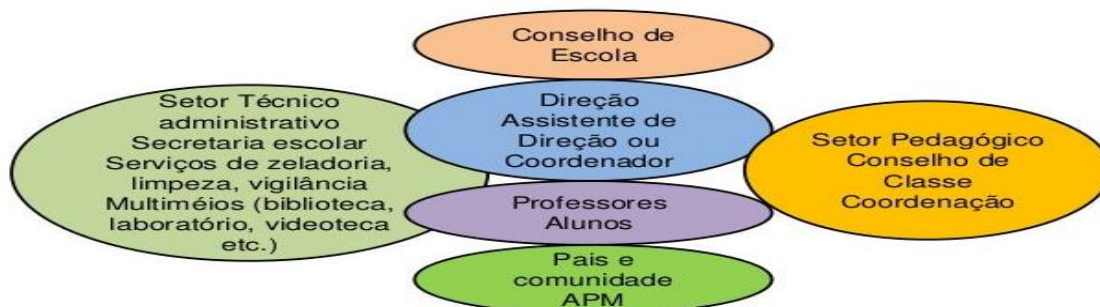 Conselho de
Escola
Setor Técnico
administrativo
Secretaria escolar
Serviços de zeladoria,
limpeza, vigilância
Multiméios (biblioteca,
laboratório, videoteca
etc.)
Direção
Assistente de
Direção ou
Coordenador
Setor Pedagógico
Conselho de
Classe
Coordenação
Professores
Alunos
Pais e
comunidade
APM